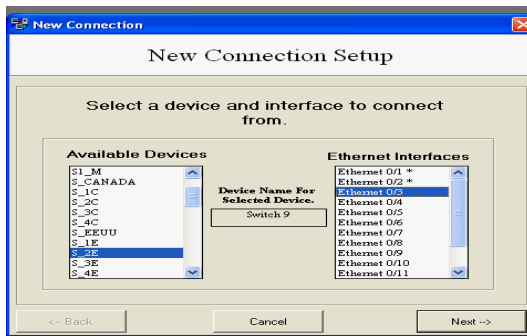 New Connection
New Connection Setup
Select a device and interface to connect
from.
Available Devices
S1_M
S_CANADA
S_1C
S_2C
S_3C
S_4C
S_EEUU
S_1E
S_2E
S_3E
S_4E
Device Name For
Selected Device.
Switch 9
Ethernet Interfaces
Ethernet 0/1 *
Ethernet 0/2 *
Ethernet 0/3
Ethernet 0/4
Ethernet 0/5
Ethernet 0/6
Ethernet 0/7
Ethernet 0/8
Ethernet 0/9
Ethernet 0/10
Ethernet 0/11
<-- Back
Cancel
Next -->